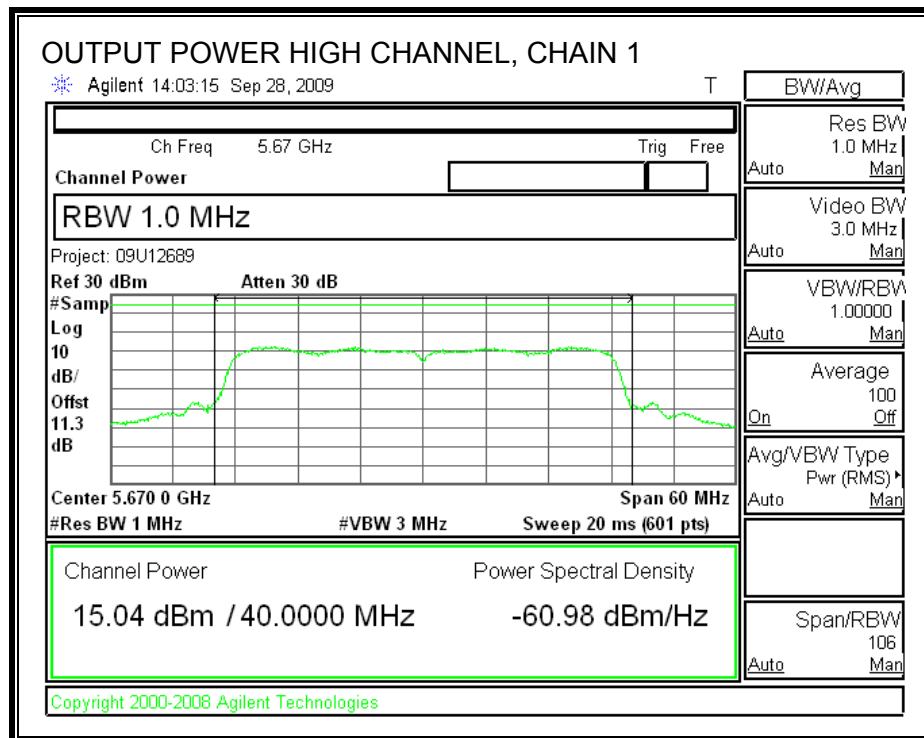 OUTPUT POWER HIGH CHANNEL, CHAIN 1
Agilent 14:03:15 Sep 28, 2009 T
Ch Freq 5.67 GHz Trig Free
Channel Power
RBW 1.0 MHz
Project: 09U12689
Ref 30 dBm Atten 30 dB
#Samp
Log
10
dB/
Offst
11.3
dB
Center 5.670 0 GHz Span 60 MHz
#Res BW 1 MHz #VBW 3 MHz Sweep 20 ms (601 pts)
Channel Power Power Spectral Density
15.04 dBm / 40.0000 MHz -60.98 dBm/Hz
Copyright 2000-2008 Agilent Technologies
BW/Avg
Res BW
1.0 MHz
Auto Man
Video BW
3.0 MHz
Auto Man
VBW/RBW
1.00000
Auto Man
Average
100
On Off
Avg/VBW Type
Pwr (RMS)
Auto Man
Span/RBW
106
Auto Man